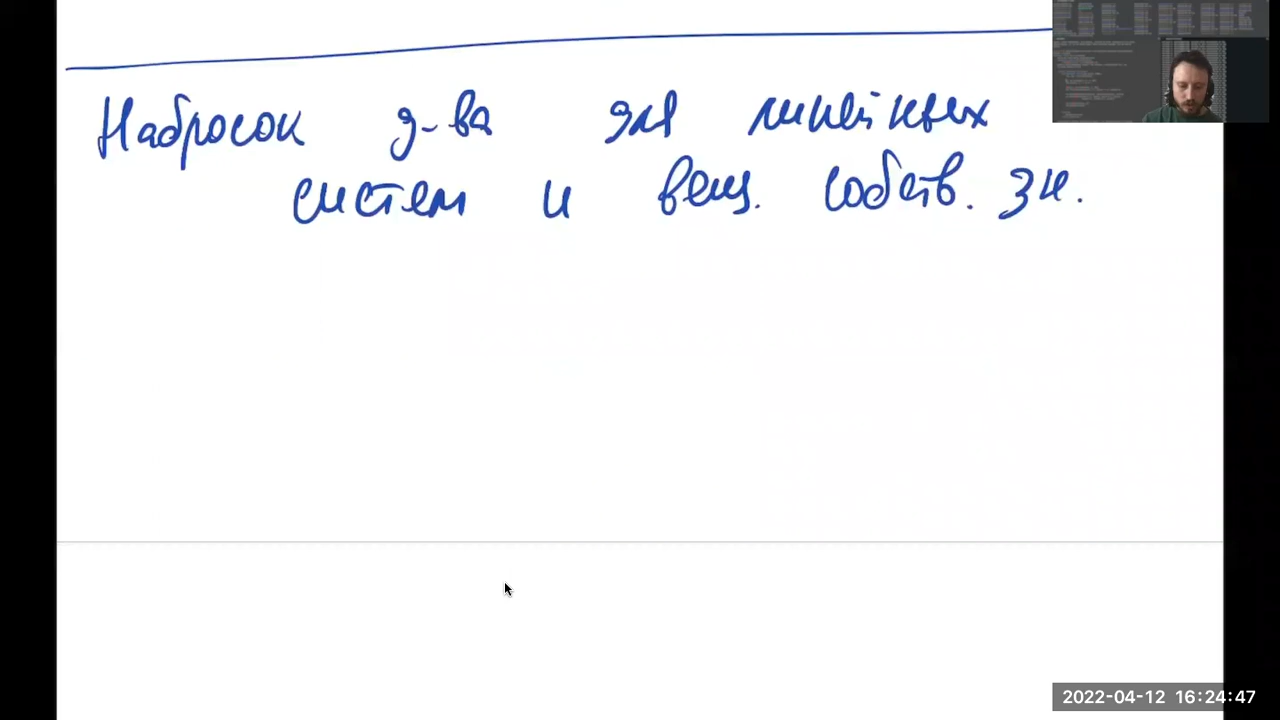 Набросок д-ва для линейных
систем и вещ. собств. зн.
2022-04-12 16:24:47